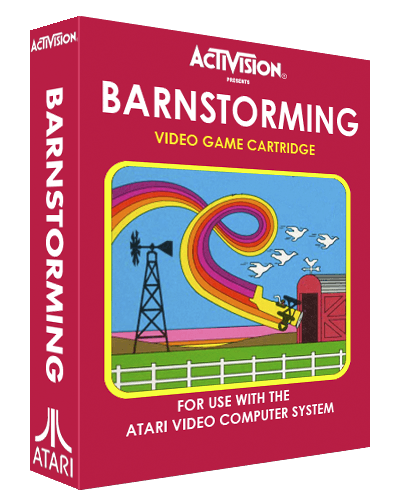 ACTIVISION®
PRESENTS
BARNSTORMING
VIDEO GAME CARTRIDGE
FOR USE WITH THE
ATARI VIDEO COMPUTER SYSTEM
ACTIVISION
BARNSTORMING
ATARI